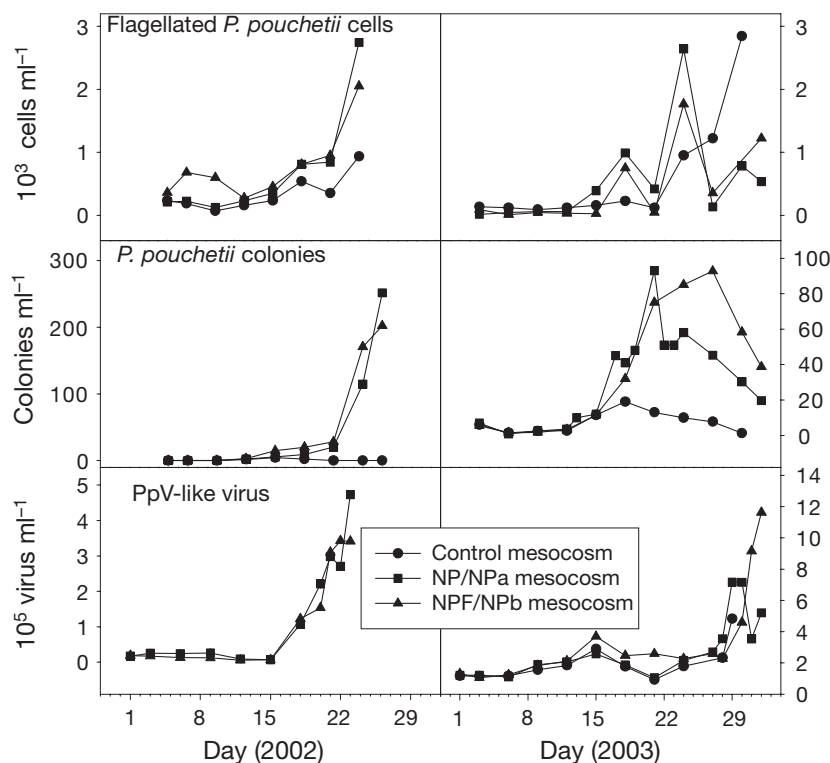 Flagellated P. pouchetii cells
10³ cells ml⁻¹
3
2
1
0
3
2
1
0
P. pouchetii colonies
Colonies ml⁻¹
300
200
100
0
100
80
60
40
20
0
PpV-like virus
10⁵ virus ml⁻¹
5
4
3
2
1
0
14
12
10
8
6
4
2
0
Control mesocosm
NP/NPa mesocosm
NPF/NPb mesocosm
1 8 15 22 29
1 8 15 22 29
Day (2002)
Day (2003)